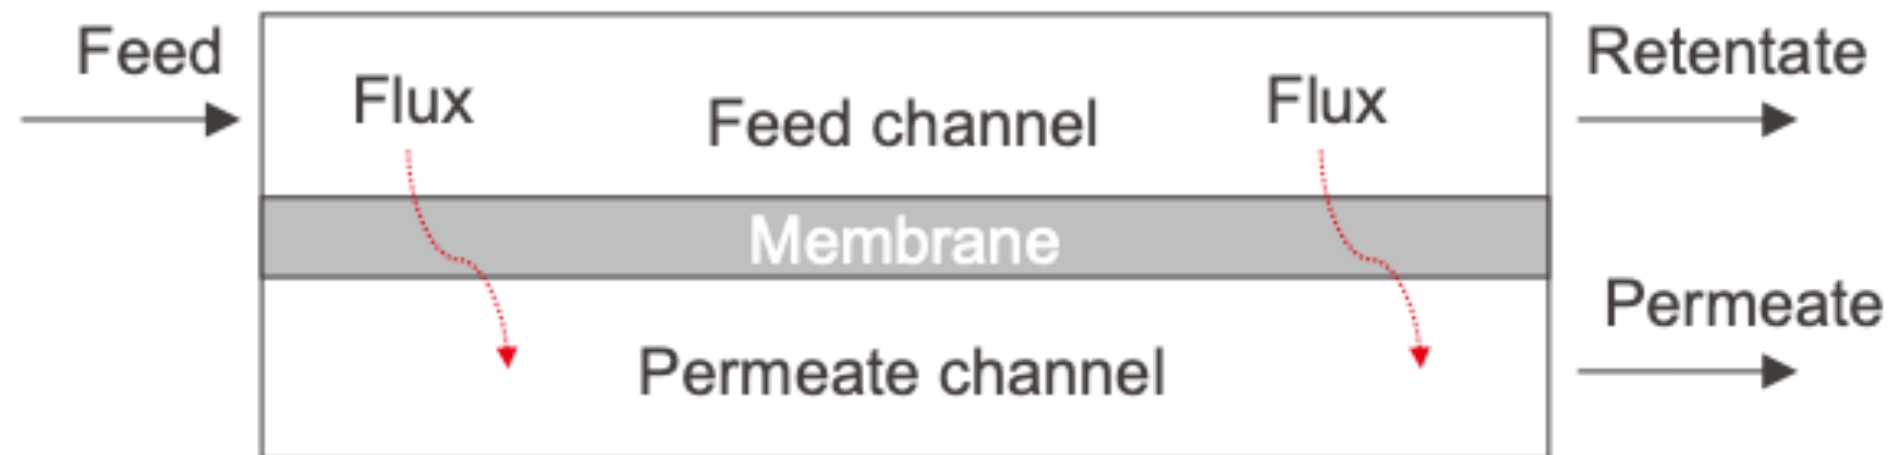 Feed
Flux
Feed channel
Flux
Retentate
Membrane
Permeate channel
Permeate